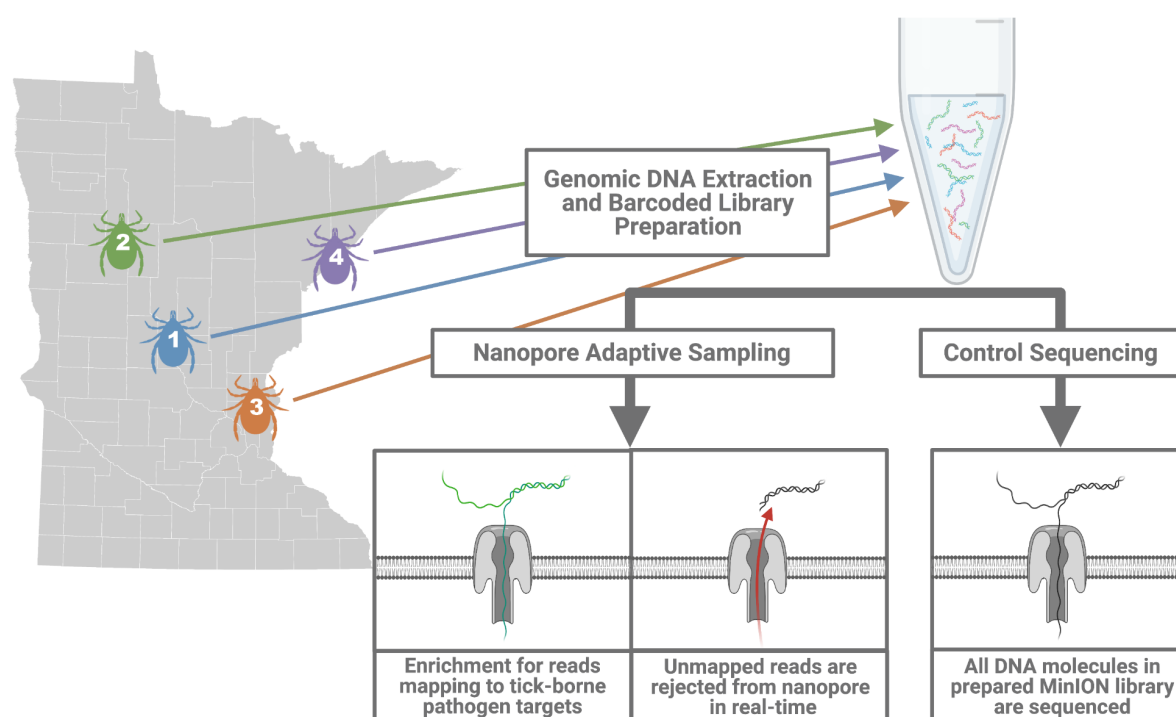 Genomic DNA Extraction
and Barcoded Library
Preparation
2
4
1
3
Nanopore Adaptive Sampling
Control Sequencing
Enrichment for reads
mapping to tick-borne
pathogen targets
Unmapped reads are
rejected from nanopore
in real-time
All DNA molecules in
prepared MinION library
are sequenced